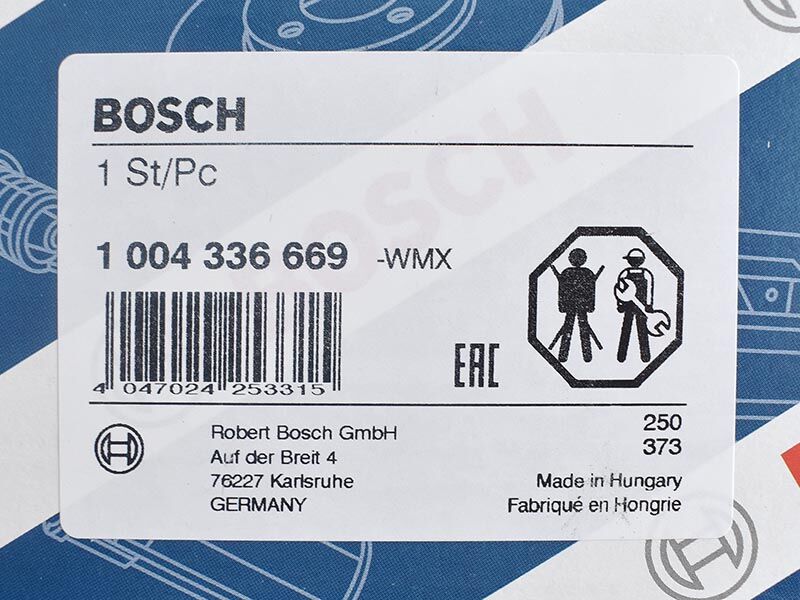 BOSCH
1 St/Pc
1 004 336 669 -WMX
4 047024 253315
EAC
Robert Bosch GmbH
Auf der Breit 4
76227 Karlsruhe
GERMANY
250
373
Made in Hungary
Fabriqué en Hongrie
BOSCH